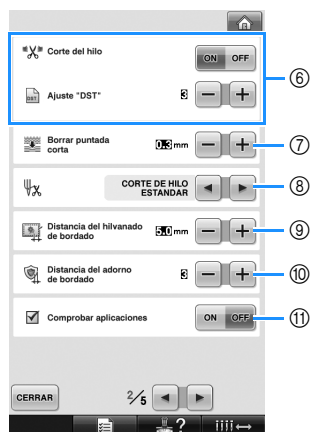 Corte del hilo
ON OFF
⑥
DST
Ajuste "DST"
3
− +
Borrar puntada
corta
0.3 mm
− +
⑦
CORTE DE HILO
ESTANDAR
⑧
Distancia del hilvanado
de bordado
5.0 mm
− +
⑨
Distancia del adorno
de bordado
3
− +
⑩
Comprobar aplicaciones
ON OFF
⑪
CERRAR
2/5
?